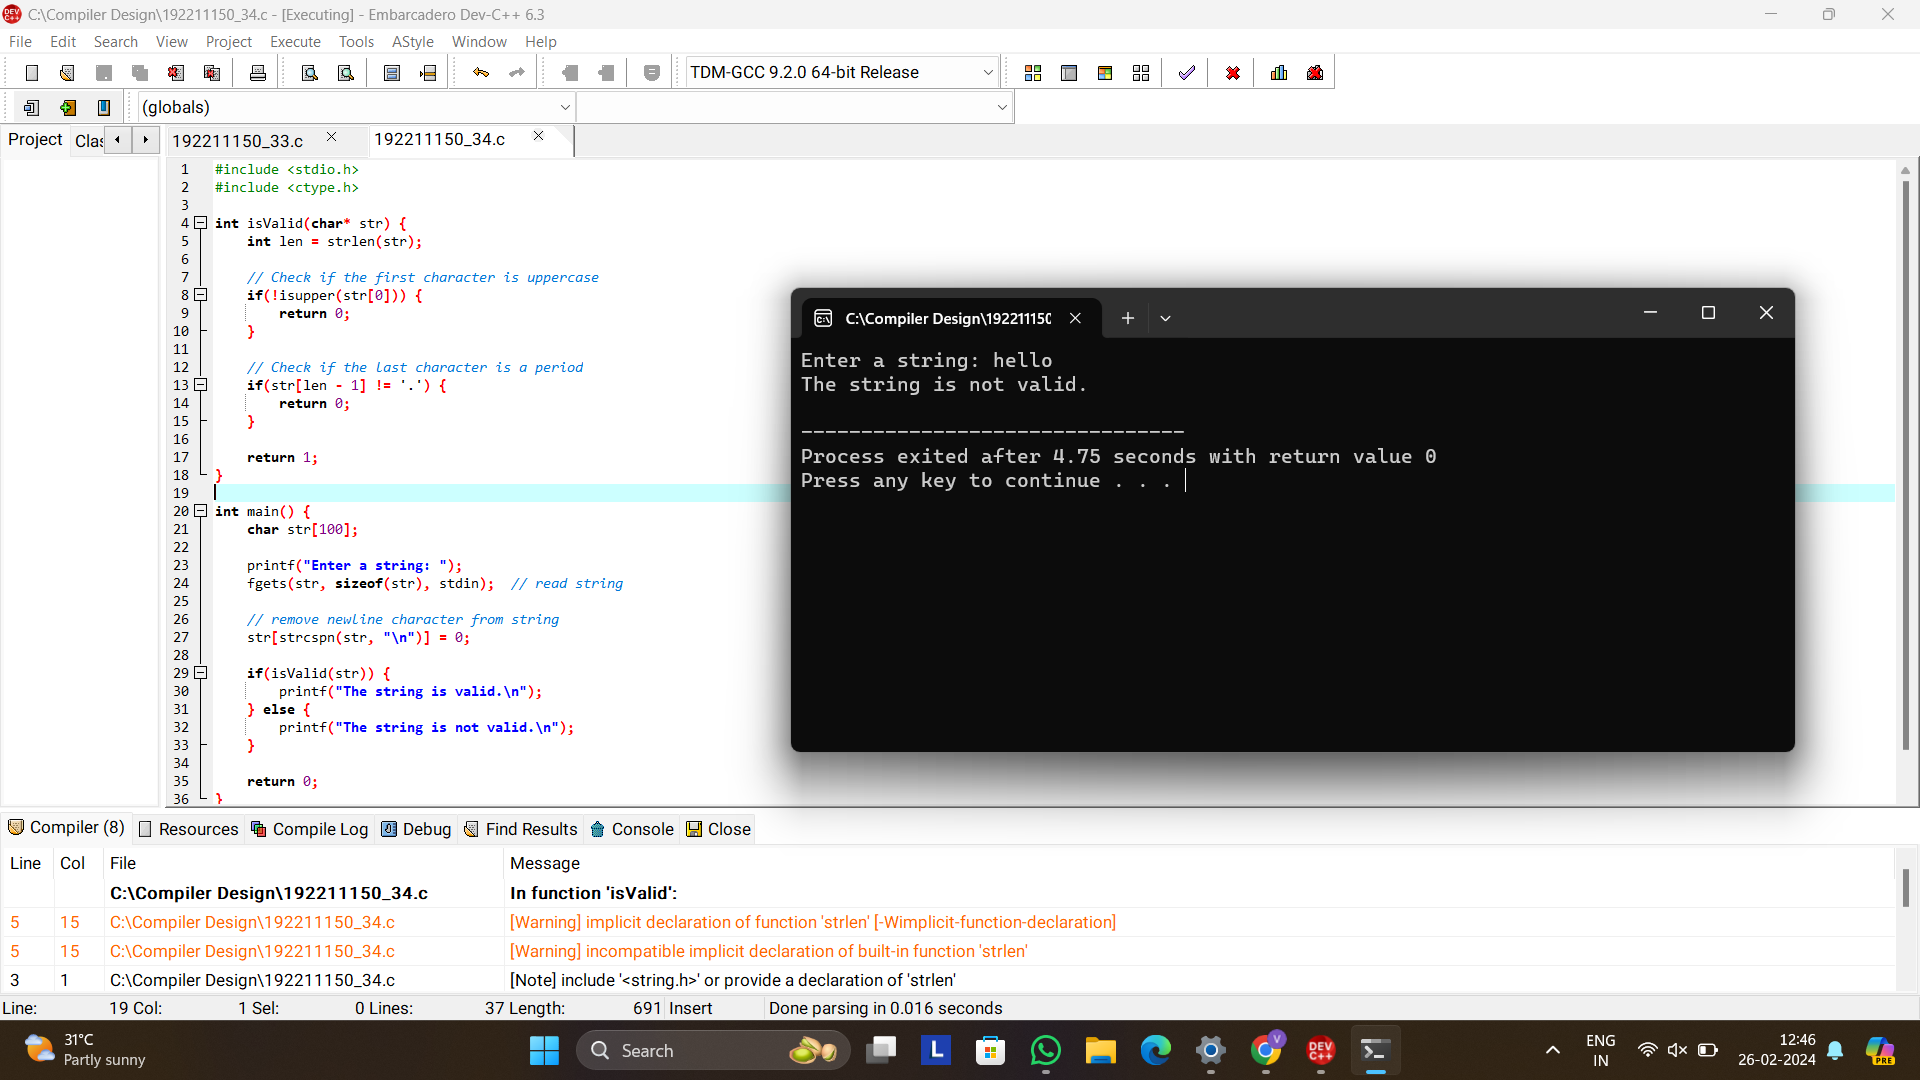 C:\Compiler Design\192211150_34.c - [Executing] - Embarcadero Dev-C++ 6.3
File Edit Search View Project Execute Tools AStyle Window Help
TDM-GCC 9.2.0 64-bit Release
(globals)
Project Clas 192211150_33.c 192211150_34.c
1 #include <stdio.h>
2 #include <ctype.h>
3
4 int isValid(char* str) {
5 int len = strlen(str);
6
7 // Check if the first character is uppercase
8 if(!isupper(str[0])) {
9 return 0;
10 }
11
12 // Check if the last character is a period
13 if(str[len - 1] != '.') {
14 return 0;
15 }
16
17 return 1;
18 }
19
20 int main() {
21 char str[100];
22
23 printf("Enter a string: ");
24 fgets(str, sizeof(str), stdin); // read string
25
26 // remove newline character from string
27 str[strcspn(str, "\n")] = 0;
28
29 if(isValid(str)) {
30 printf("The string is valid.\n");
31 } else {
32 printf("The string is not valid.\n");
33 }
34
35 return 0;
36 }
C:\Compiler Design\192211150
Enter a string: hello
The string is not valid.
--------------------------------
Process exited after 4.75 seconds with return value 0
Press any key to continue . . .
Compiler (8) Resources Compile Log Debug Find Results Console Close
Line Col File Message
C:\Compiler Design\192211150_34.c In function 'isValid':
5 15 C:\Compiler Design\192211150_34.c [Warning] implicit declaration of function 'strlen' [-Wimplicit-function-declaration]
5 15 C:\Compiler Design\192211150_34.c [Warning] incompatible implicit declaration of built-in function 'strlen'
3 1 C:\Compiler Design\192211150_34.c [Note] include '<string.h>' or provide a declaration of 'strlen'
Line: 19 Col: 1 Sel: 0 Lines: 37 Length: 691 Insert Done parsing in 0.016 seconds
31°C
Partly sunny
Search
L
V
DEV C++
ENG
IN
12:46
26-02-2024
PRE